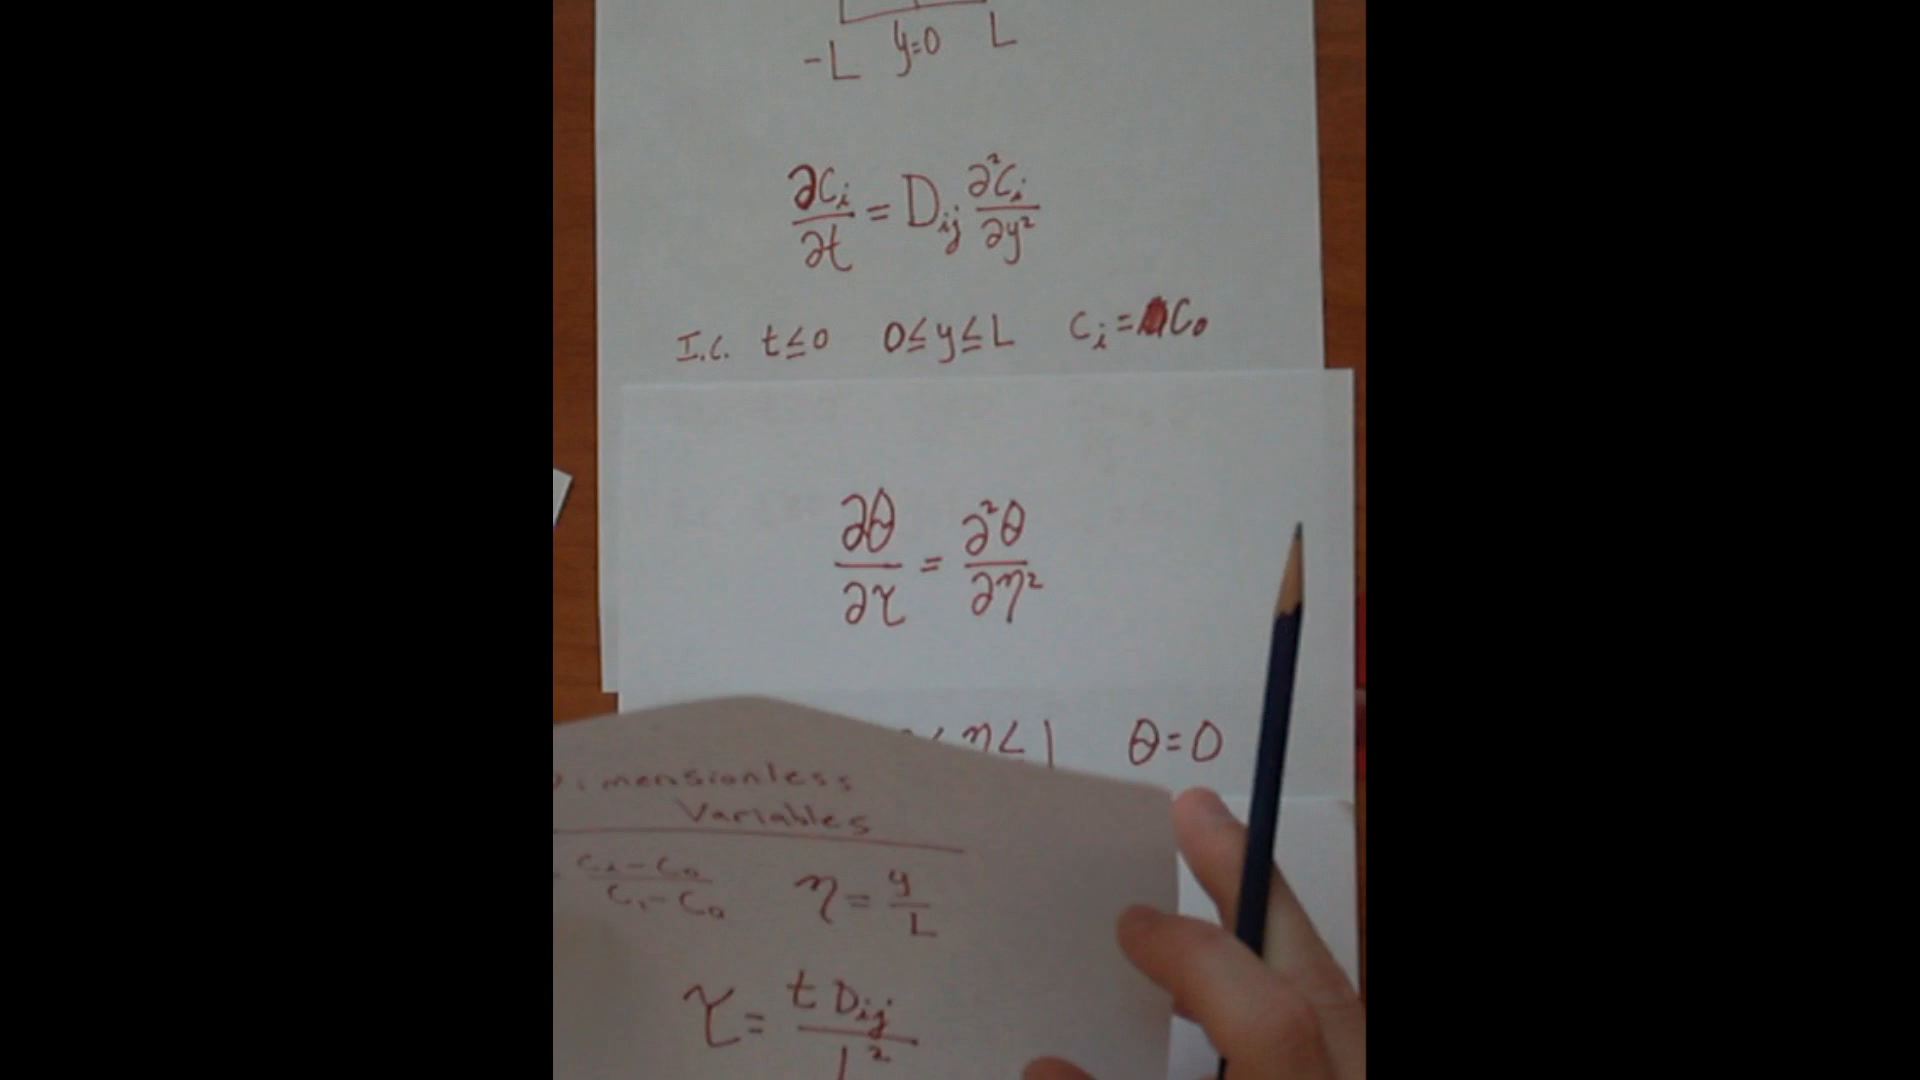 -L y=0 L
∂Ci/∂t = Dij ∂²Ci/∂y²
I.C. t≤0 0≤y≤L Ci=C₀
∂θ/∂τ = ∂²θ/∂η²
η≤1 θ=0
imensionless
Variables
Ci-C₀/C₁-C₀ η=y/L
τ=t Dij/L²